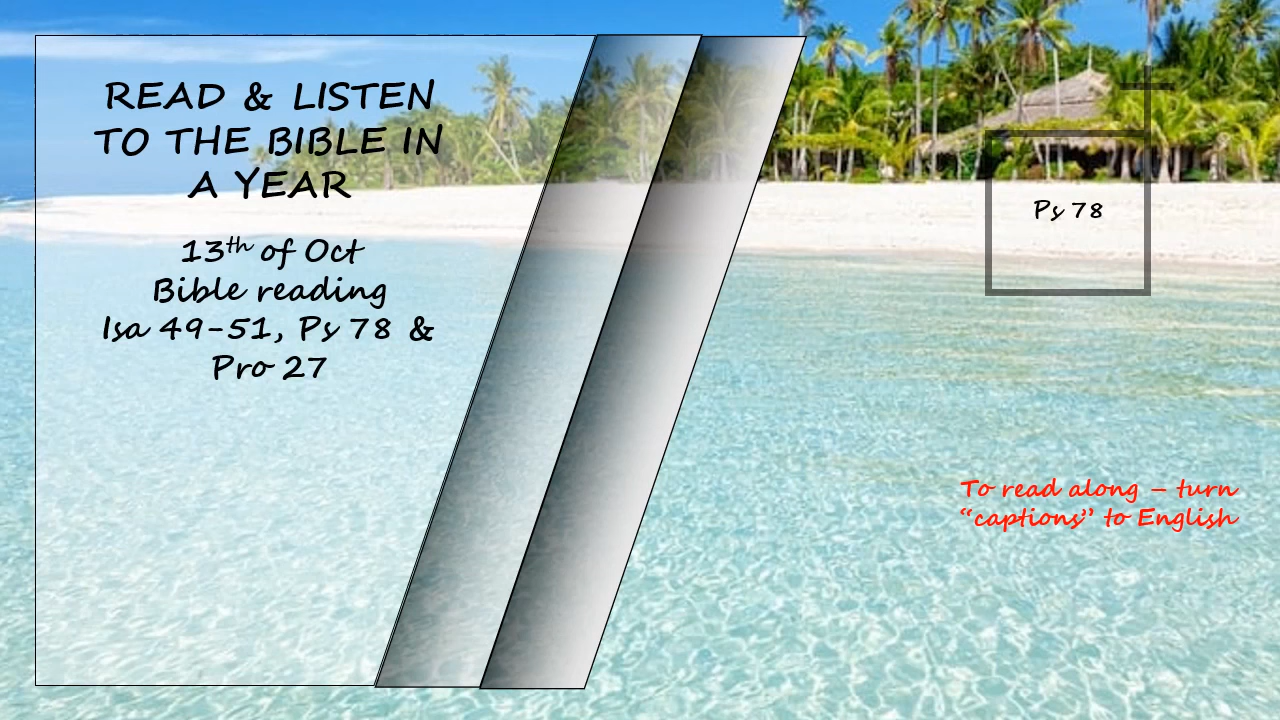 READ & LISTEN
TO THE BIBLE IN
A YEAR
13th of Oct
Bible reading
Isa 49-51, Ps 78 &
Pro 27
Ps 78
To read along – turn
“captions” to English